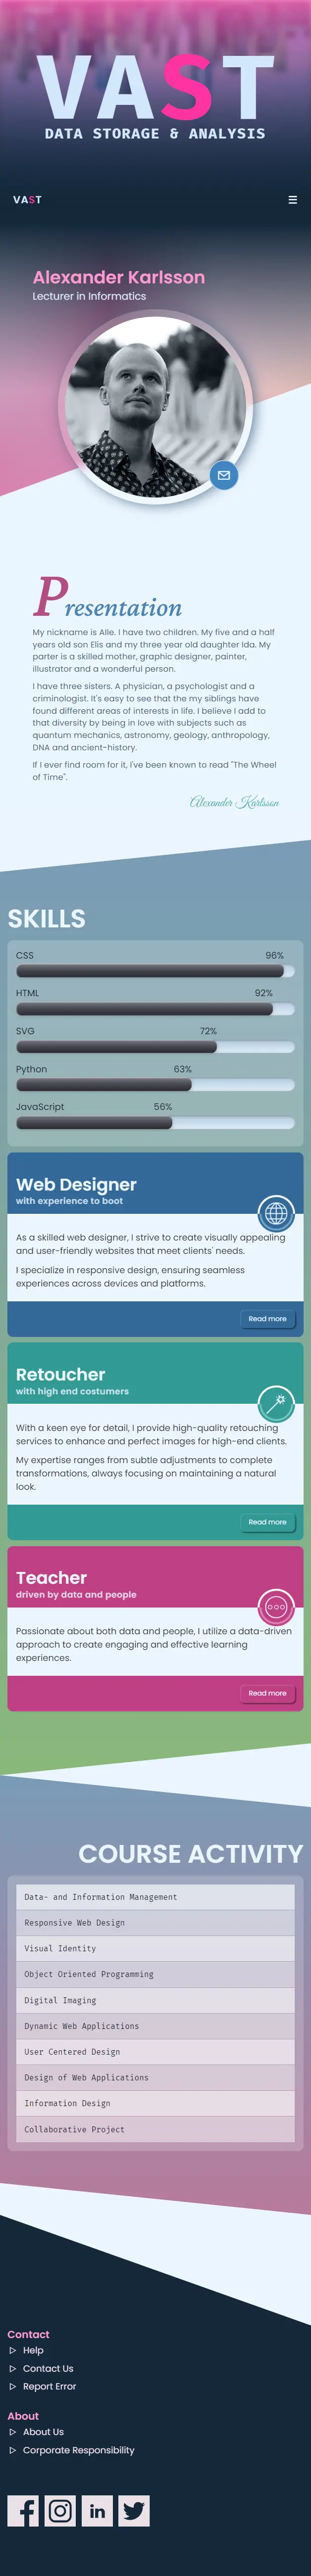 VAST
DATA STORAGE & ANALYSIS
VAST
Alexander Karlsson
Lecturer in Informatics
Presentation
My nickname is Alle. I have two children. My five and a half
years old son Elis and my three year old daughter Ida. My
parter is a skilled mother, graphic designer, painter,
illustrator and a wonderful person.
I have three sisters. A physician, a psychologist and a
criminologist. It's easy to see that the my siblings have
found different areas of interests in life. I believe I add to
that diversity by being in love with subjects such as
quantum mechanics, astronomy, geology, anthropology,
DNA and ancient-history.
If I ever find room for it, I've been known to read "The Wheel
of Time".
Alexander Karlsson
SKILLS
CSS 96%
HTML 92%
SVG 72%
Python 63%
JavaScript 56%
Web Designer
with experience to boot
As a skilled web designer, I strive to create visually appealing
and user-friendly websites that meet clients' needs.
I specialize in responsive design, ensuring seamless
experiences across devices and platforms.
Read more
Retoucher
with high end costumers
With a keen eye for detail, I provide high-quality retouching
services to enhance and perfect images for high-end clients.
My expertise ranges from subtle adjustments to complete
transformations, always focusing on maintaining a natural
look.
Read more
Teacher
driven by data and people
Passionate about both data and people, I utilize a data-driven
approach to create engaging and effective learning
experiences.
Read more
COURSE ACTIVITY
Data- and Information Management
Responsive Web Design
Visual Identity
Object Oriented Programming
Digital Imaging
Dynamic Web Applications
User Centered Design
Design of Web Applications
Information Design
Collaborative Project
Contact
Help
Contact Us
Report Error
About
About Us
Corporate Responsibility